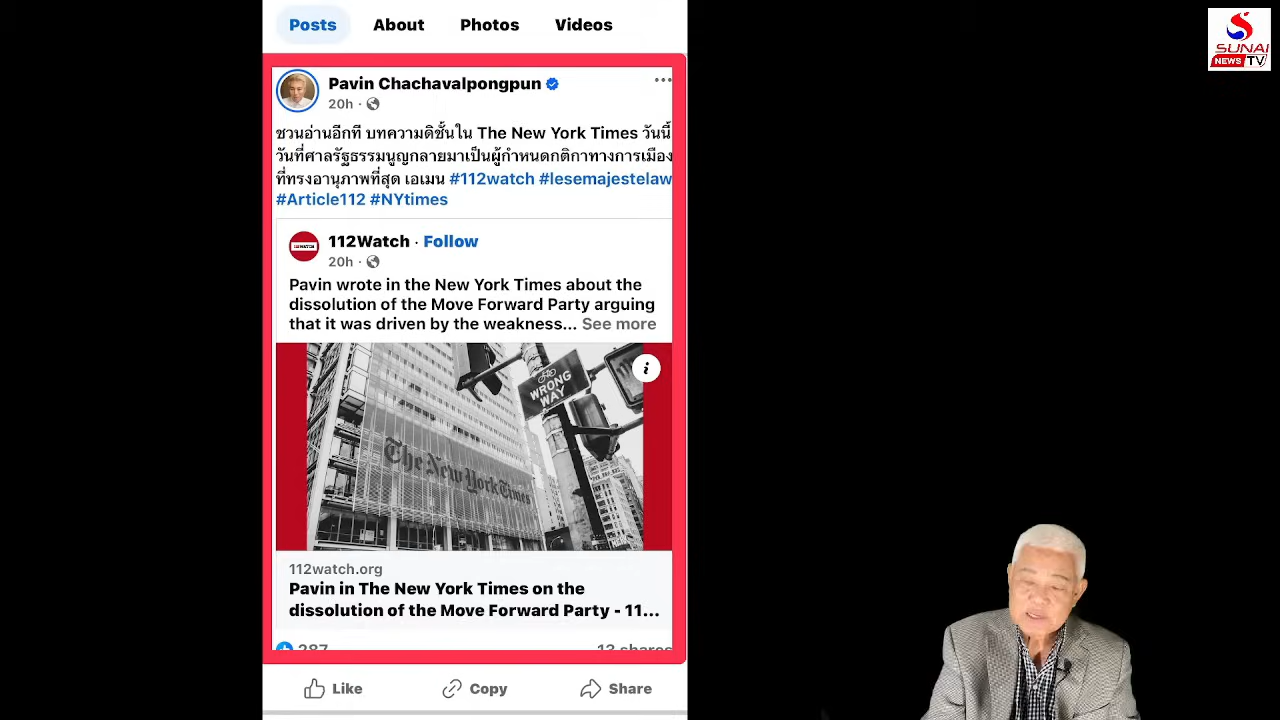 Posts About Photos Videos
SUNAI
NEWS TV
Pavin Chachavalpongpun
20h ·
ชวนอ่านอีกที บทความดิชั้นใน The New York Times วันนี้
วันที่ศาลรัฐธรรมนูญกลายมาเป็นผู้กำหนดกติกาทางการเมือง
ที่ทรงอานุภาพที่สุด เอเมน #112watch #lesemajestelaw
#Article112 #NYtimes
112Watch · Follow
20h ·
Pavin wrote in the New York Times about the
dissolution of the Move Forward Party arguing
that it was driven by the weakness... See more
WRONG
WAY
The New York Times
112watch.org
Pavin in The New York Times on the
dissolution of the Move Forward Party - 11...
287 13 shares
Like Copy Share